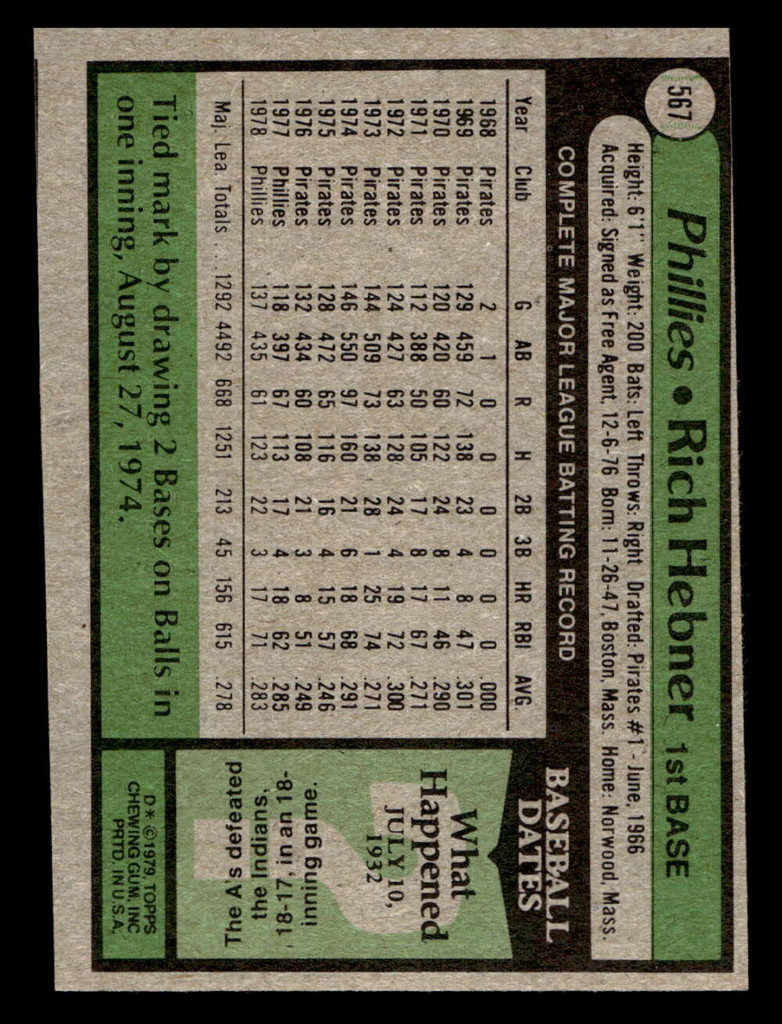 567
Phillies • Rich Hebner 1st BASE
Height: 6'1" Weight: 200 Bats: Left Throws: Right Drafted: Pirates #1 - June, 1966
Acquired: Signed as Free Agent, 12-6-76 Born: 11-26-47, Boston, Mass. Home: Norwood, Mass.
COMPLETE MAJOR LEAGUE BATTING RECORD
Year Club G AB R H 2B 3B HR RBI AVG.
1968 Pirates 2 1 0 0 0 0 0 0 .000
1969 Pirates 129 459 72 138 23 4 8 47 .301
1970 Pirates 120 420 60 122 24 8 11 46 .290
1971 Pirates 112 388 50 105 17 8 17 67 .271
1972 Pirates 124 427 63 128 24 4 19 72 .300
1973 Pirates 144 509 73 138 28 1 25 74 .271
1974 Pirates 146 550 97 160 21 6 18 68 .291
1975 Pirates 128 472 65 116 16 4 15 57 .246
1976 Pirates 132 434 60 108 21 3 8 51 .249
1977 Phillies 118 397 67 113 17 4 18 62 .285
1978 Phillies 137 435 61 123 22 3 17 71 .283
Maj. Lea. Totals . . . 1292 4492 668 1251 213 45 156 615 .278
Tied mark by drawing 2 Bases on Balls in
one inning, August 27, 1974.
BASEBALL
DATES
What
Happened
JULY 10,
1932
The A's defeated
the Indians,
18-17, in an 18-
inning game.
D* ©1979, TOPPS
CHEWING GUM, INC
PRTD. IN U.S.A.